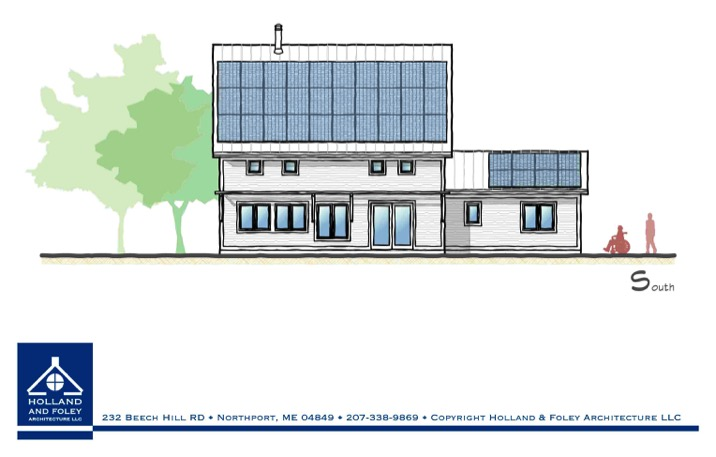 South
HOLLAND
AND FOLEY
ARCHITECTURE LLC
232 BEECH HILL RD • NORTHPORT, ME 04849 • 207-338-9869 • COPYRIGHT HOLLAND & FOLEY ARCHITECTURE LLC